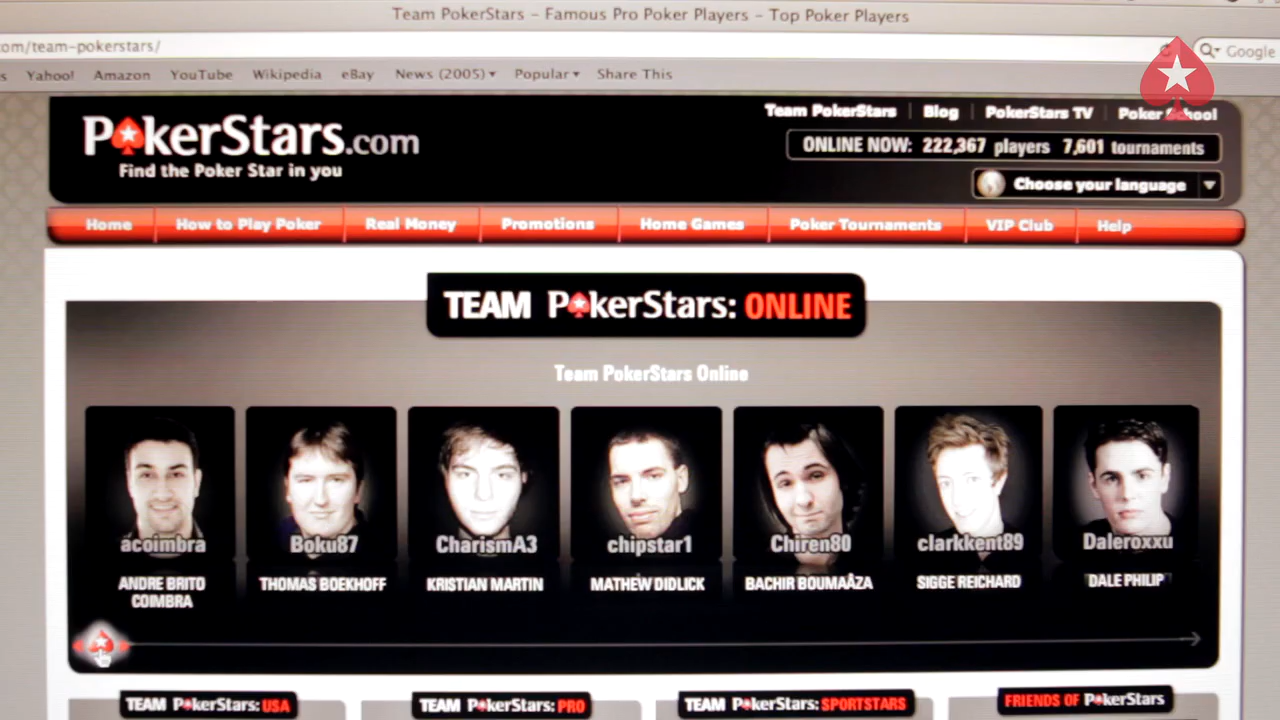 Team PokerStars – Famous Pro Poker Players – Top Poker Players
om/team-pokerstars/
Google
s Yahoo! Amazon YouTube Wikipedia eBay News (2005) Popular Share This
PokerStars.com
Find the Poker Star in you
Team PokerStars Blog PokerStars TV Poker School
ONLINE NOW: 222,367 players 7,601 tournaments
Choose your language
Home How to Play Poker Real Money Promotions Home Games Poker Tournaments VIP Club Help
TEAM PokerStars: ONLINE
Team PokerStars Online
acoimbra Boku87 CharismA3 chipstar1 Chiren80 clarkkent89 Daleroxxu
ANDRE BRITO COIMBRA
THOMAS BOEKHOFF
KRISTIAN MARTIN
MATHEW DIDLICK
BACHIR BOUMAÂZA
SIGGE REICHARD
DALE PHILIP
TEAM PokerStars: USA
TEAM PokerStars: PRO
TEAM PokerStars: SPORTSTARS
FRIENDS OF PokerStars